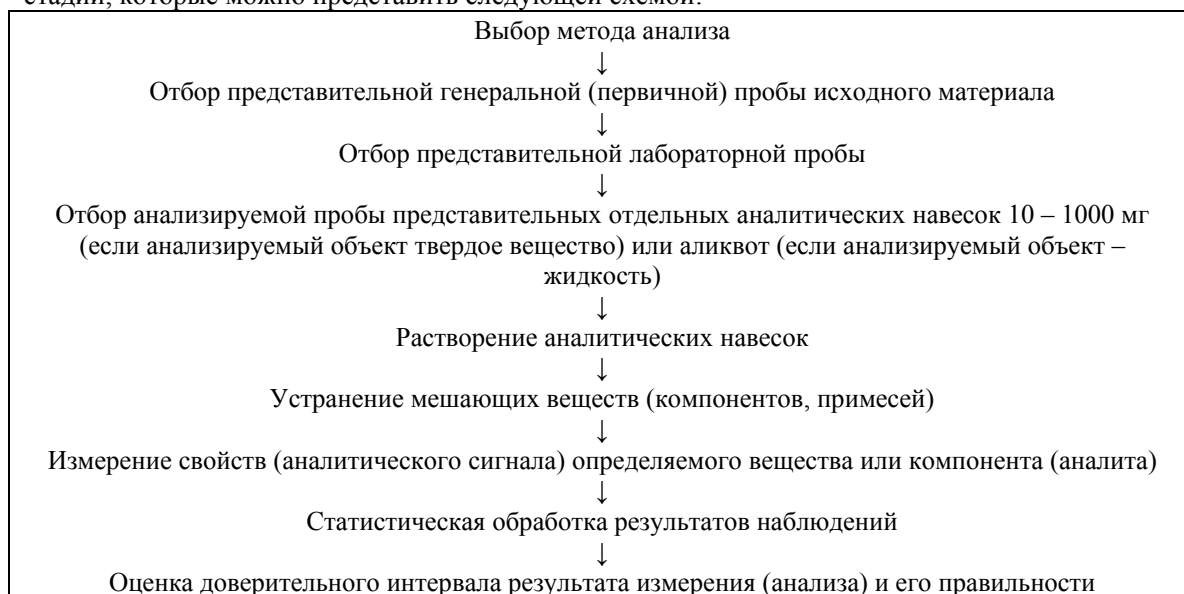 стадии, которые можно представить следующей схемой:
Выбор метода анализа
↓
Отбор представительной генеральной (первичной) пробы исходного материала
↓
Отбор представительной лабораторной пробы
↓
Отбор анализируемой пробы представительных отдельных аналитических навесок 10 – 1000 мг
(если анализируемый объект твердое вещество) или аликвот (если анализируемый объект –
жидкость)
↓
Растворение аналитических навесок
↓
Устранение мешающих веществ (компонентов, примесей)
↓
Измерение свойств (аналитического сигнала) определяемого вещества или компонента (аналита)
↓
Статистическая обработка результатов наблюдений
↓
Оценка доверительного интервала результата измерения (анализа) и его правильности